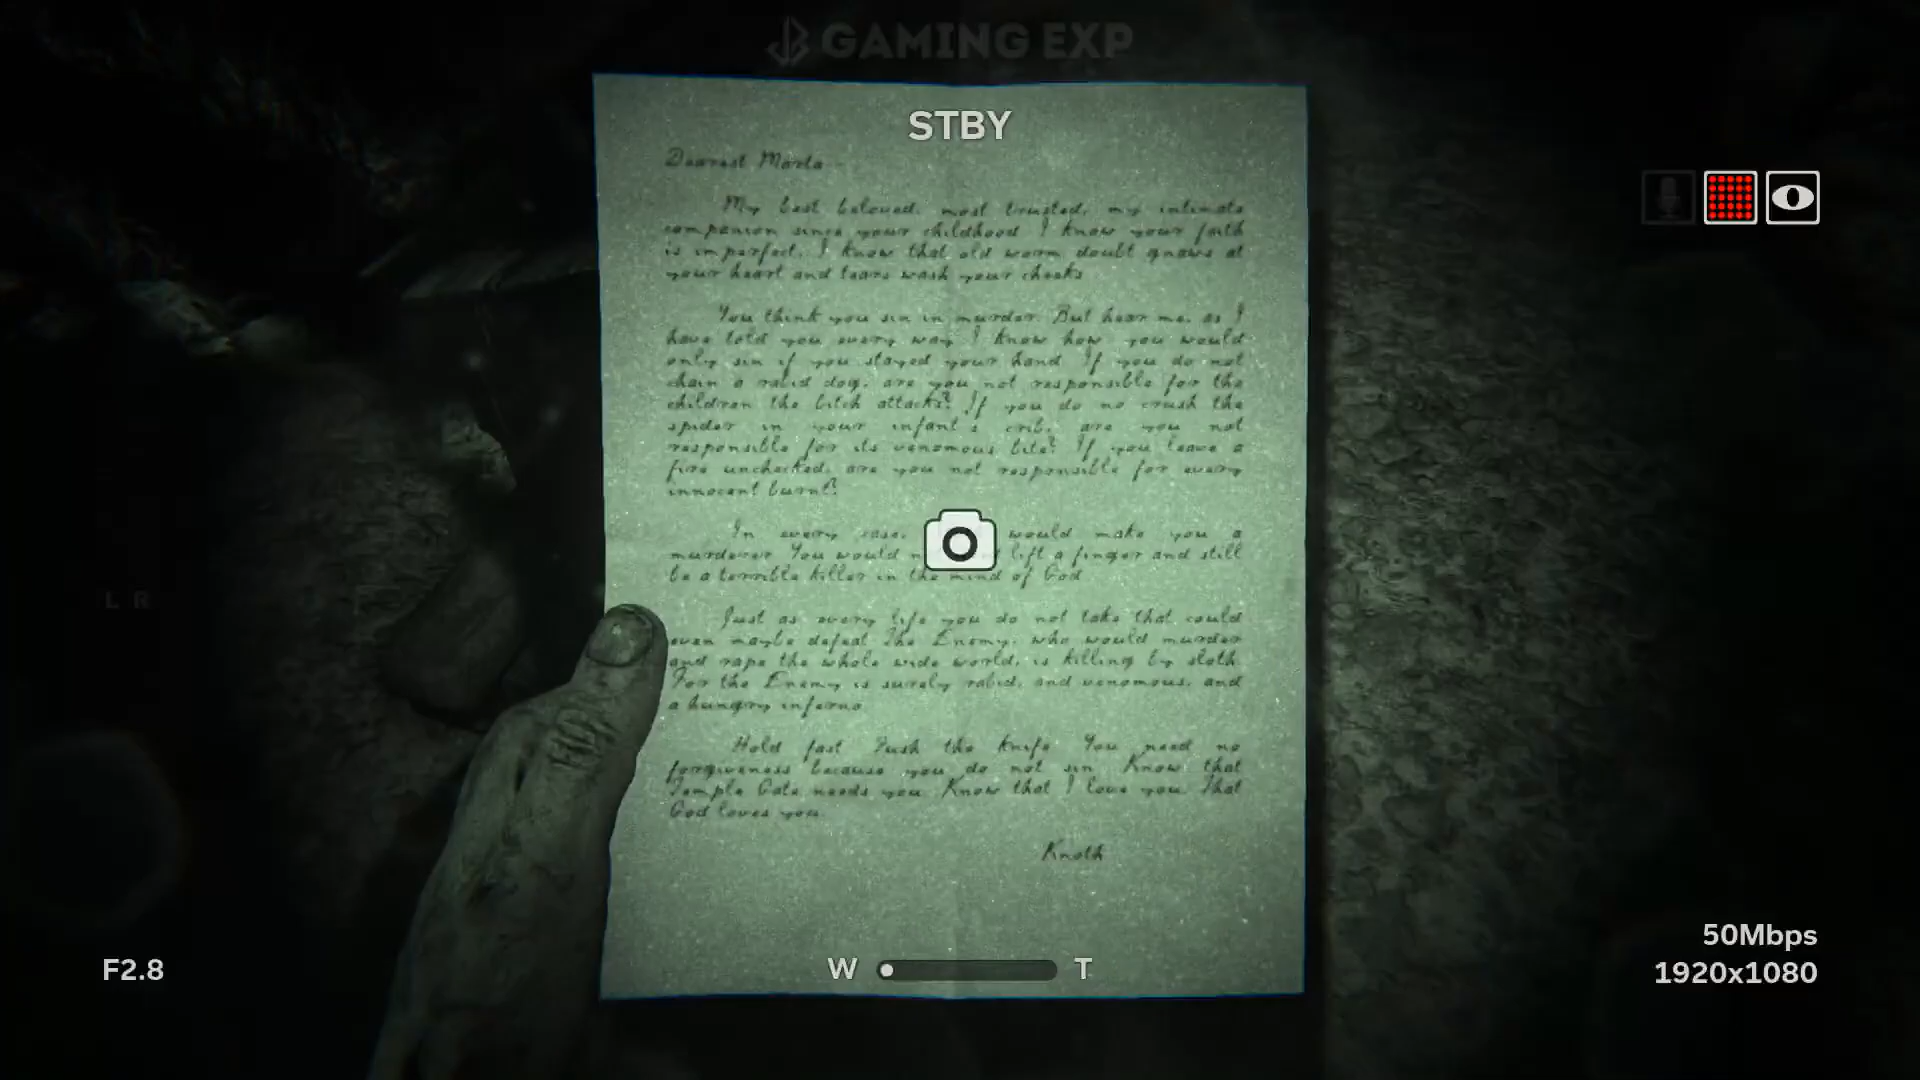 GAMING EXP
STBY
Dearest Marta -
My best beloved, most trusted, my intimate
companion since your childhood I know your faith
is imperfect. I know that old worm doubt gnaws at
your heart and tears wash your cheeks
You think you sin in murder. But hear me, as I
have told you every way I know how you would
only sin if you stayed your hand If you do not
chain a rabid dog, are you not responsible for the
children the bitch attacks? If you do no crush the
spider in your infant's crib, are you not
responsible for its venomous bite? If you leave a
fire unchecked, are you not responsible for every
innocent burnt?
In every case, would make you a
murderer You would lift a finger and still
be a terrible killer in the mind of God
Just as every life you do not take that could
even maybe defeat The Enemy, who would murder
and rape the whole wide world, is killing by sloth
For the Enemy is surely rabid, and venomous, and
a hungry inferno
Hold fast Push the knife You need no
forgiveness because you do not sin Know that
Temple Gate needs you Know that I love you That
God loves you.
Knoth
L R
F2.8
W T
50Mbps
1920x1080